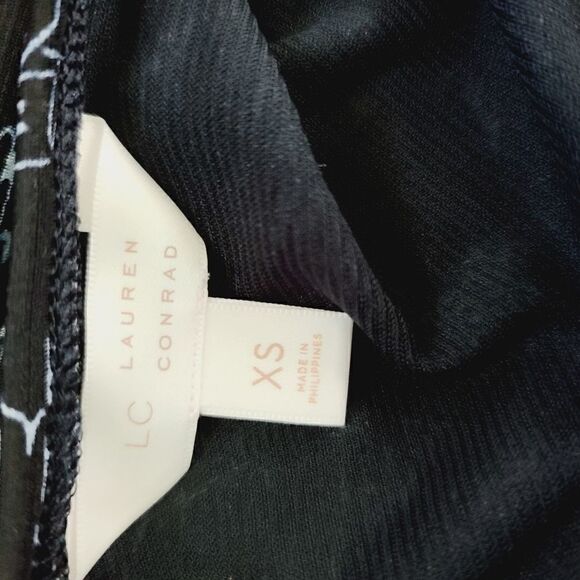 LC
LAUREN
CONRAD
XS
MADE IN
PHILIPPINES